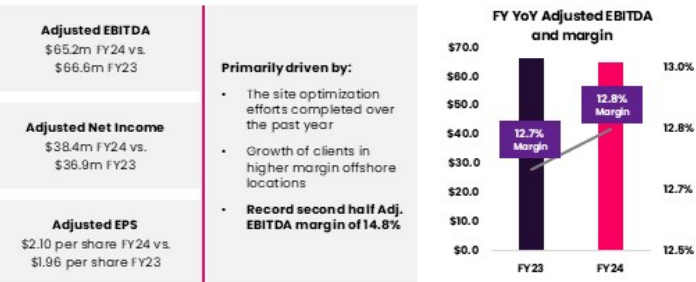 Adjusted EBITDA
$65.2m FY24 vs.
$66.6m FY23
Adjusted Net Income
$38.4m FY24 vs.
$36.9m FY23
Adjusted EPS
$2.10 per share FY24 vs.
$1.96 per share FY23
Primarily driven by:
• The site optimization
efforts completed over
the past year
• Growth of clients in
higher margin offshore
locations
• Record second half Adj.
EBITDA margin of 14.8%
FY YoY Adjusted EBITDA
and margin
$70.0
$60.0
$50.0
$40.0
$30.0
$20.0
$10.0
$0.0
12.7%
Margin
12.8%
Margin
13.0%
12.8%
12.7%
12.5%
FY23
FY24